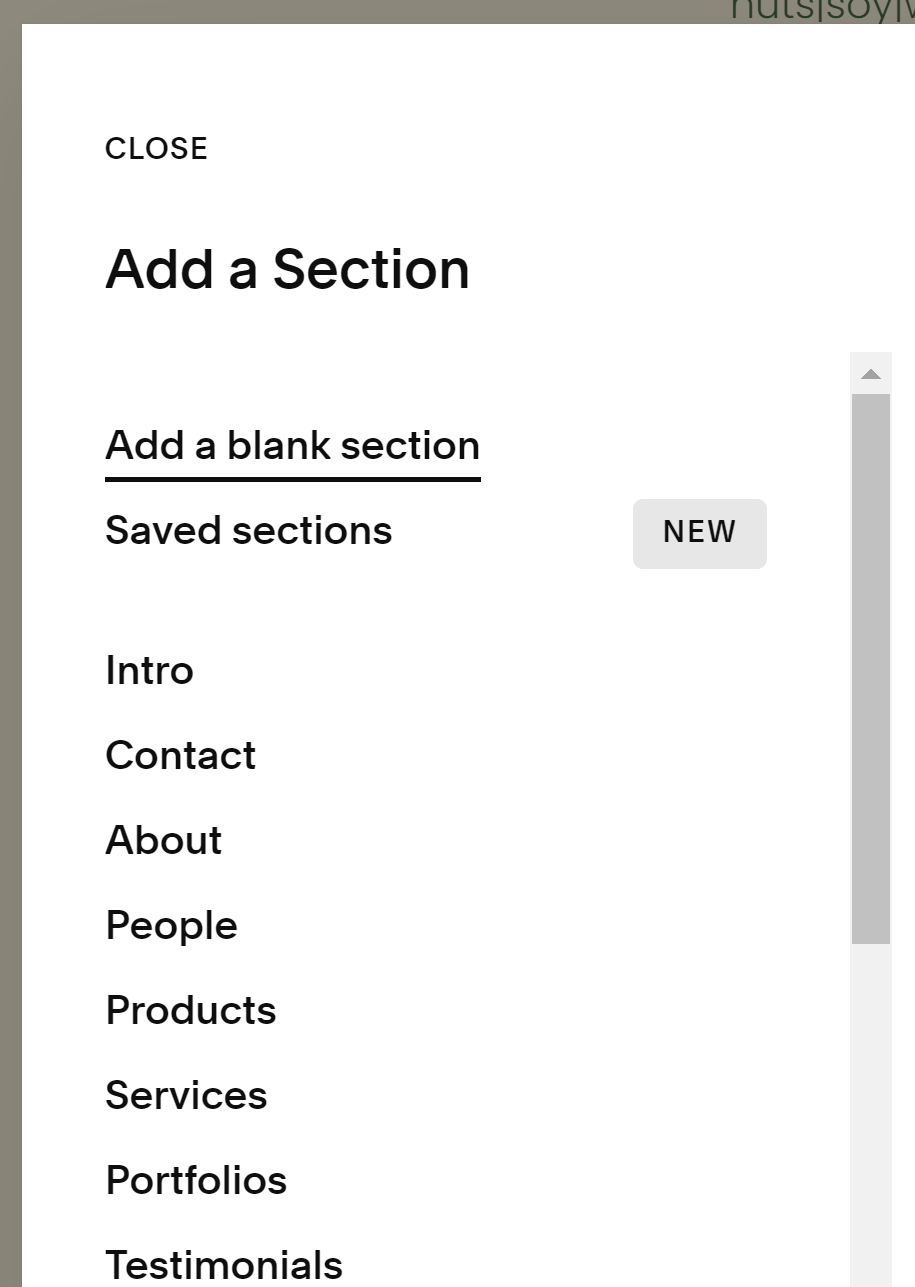 nuts|soy|
CLOSE
Add a Section
Add a blank section
Saved sections
NEW
Intro
Contact
About
People
Products
Services
Portfolios
Testimonials